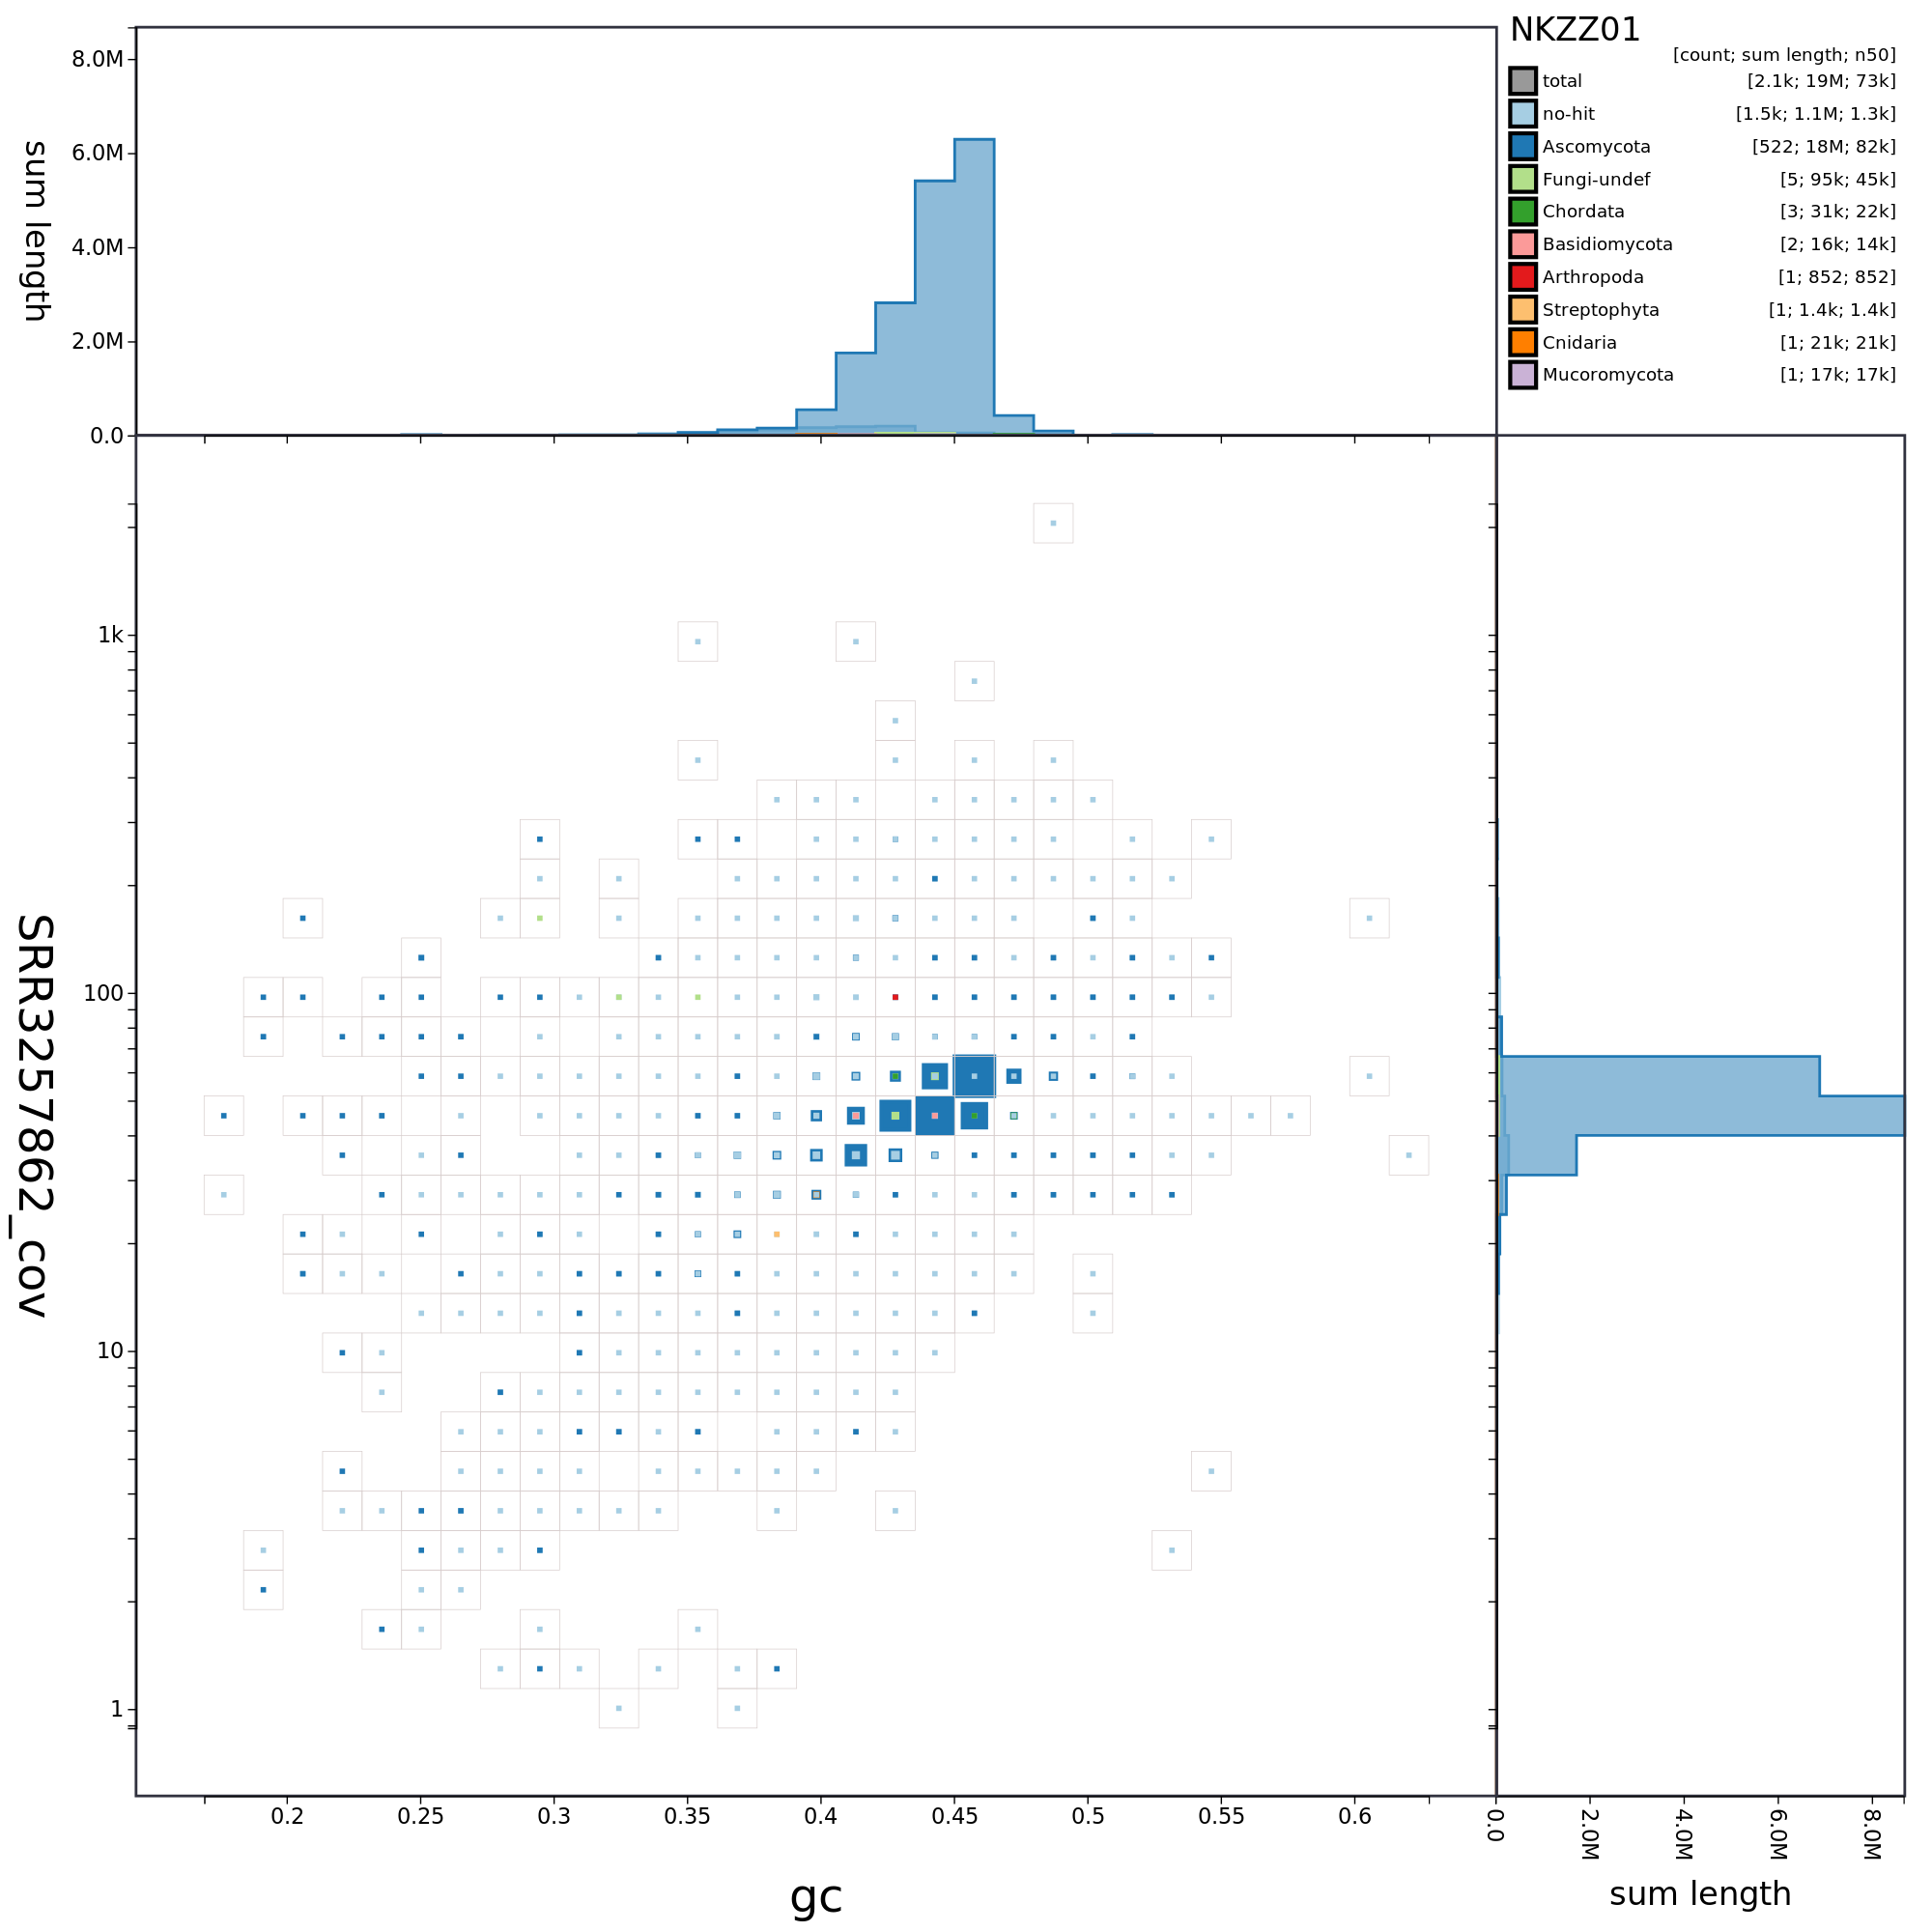 NKZZ01
[count; sum length; n50]
total [2.1k; 19M; 73k]
no-hit [1.5k; 1.1M; 1.3k]
Ascomycota [522; 18M; 82k]
Fungi-undef [5; 95k; 45k]
Chordata [3; 31k; 22k]
Basidiomycota [2; 16k; 14k]
Arthropoda [1; 852; 852]
Streptophyta [1; 1.4k; 1.4k]
Cnidaria [1; 21k; 21k]
Mucoromycota [1; 17k; 17k]
sum length
8.0M
6.0M
4.0M
2.0M
0.0
SRR3257862_cov
1k
100
10
1
0.2 0.25 0.3 0.35 0.4 0.45 0.5 0.55 0.6
gc
0.0 2.0M 4.0M 6.0M 8.0M
sum length